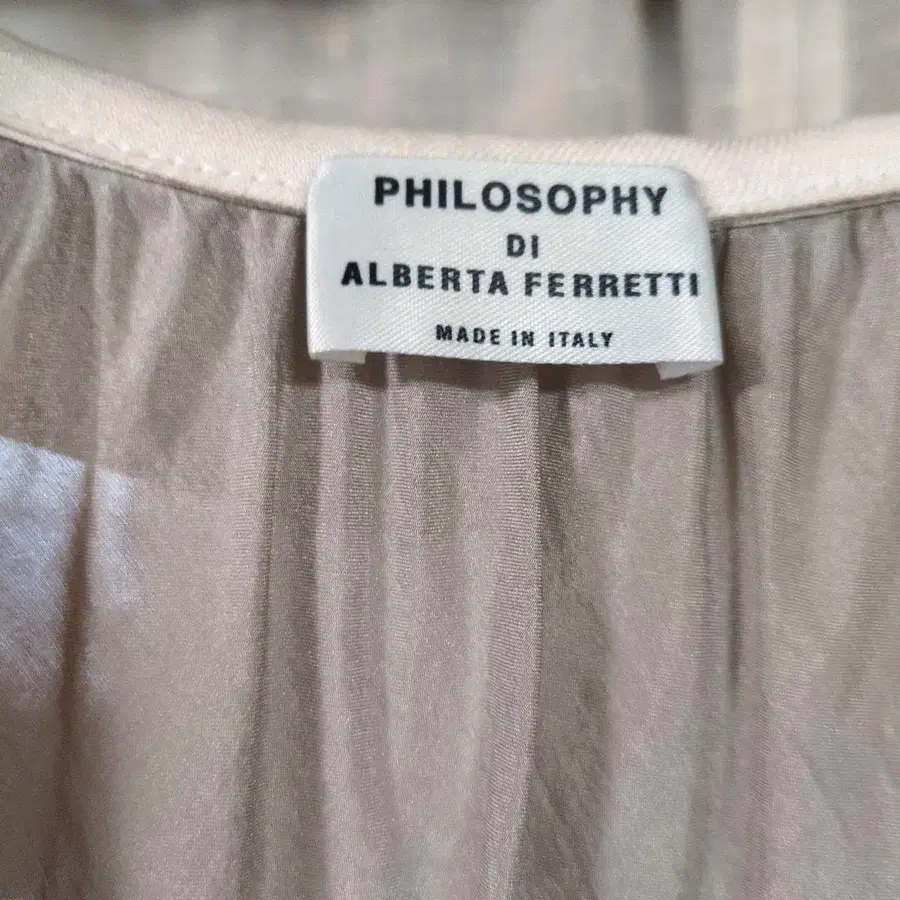 PHILOSOPHY
DI
ALBERTA FERRETTI
MADE IN ITALY